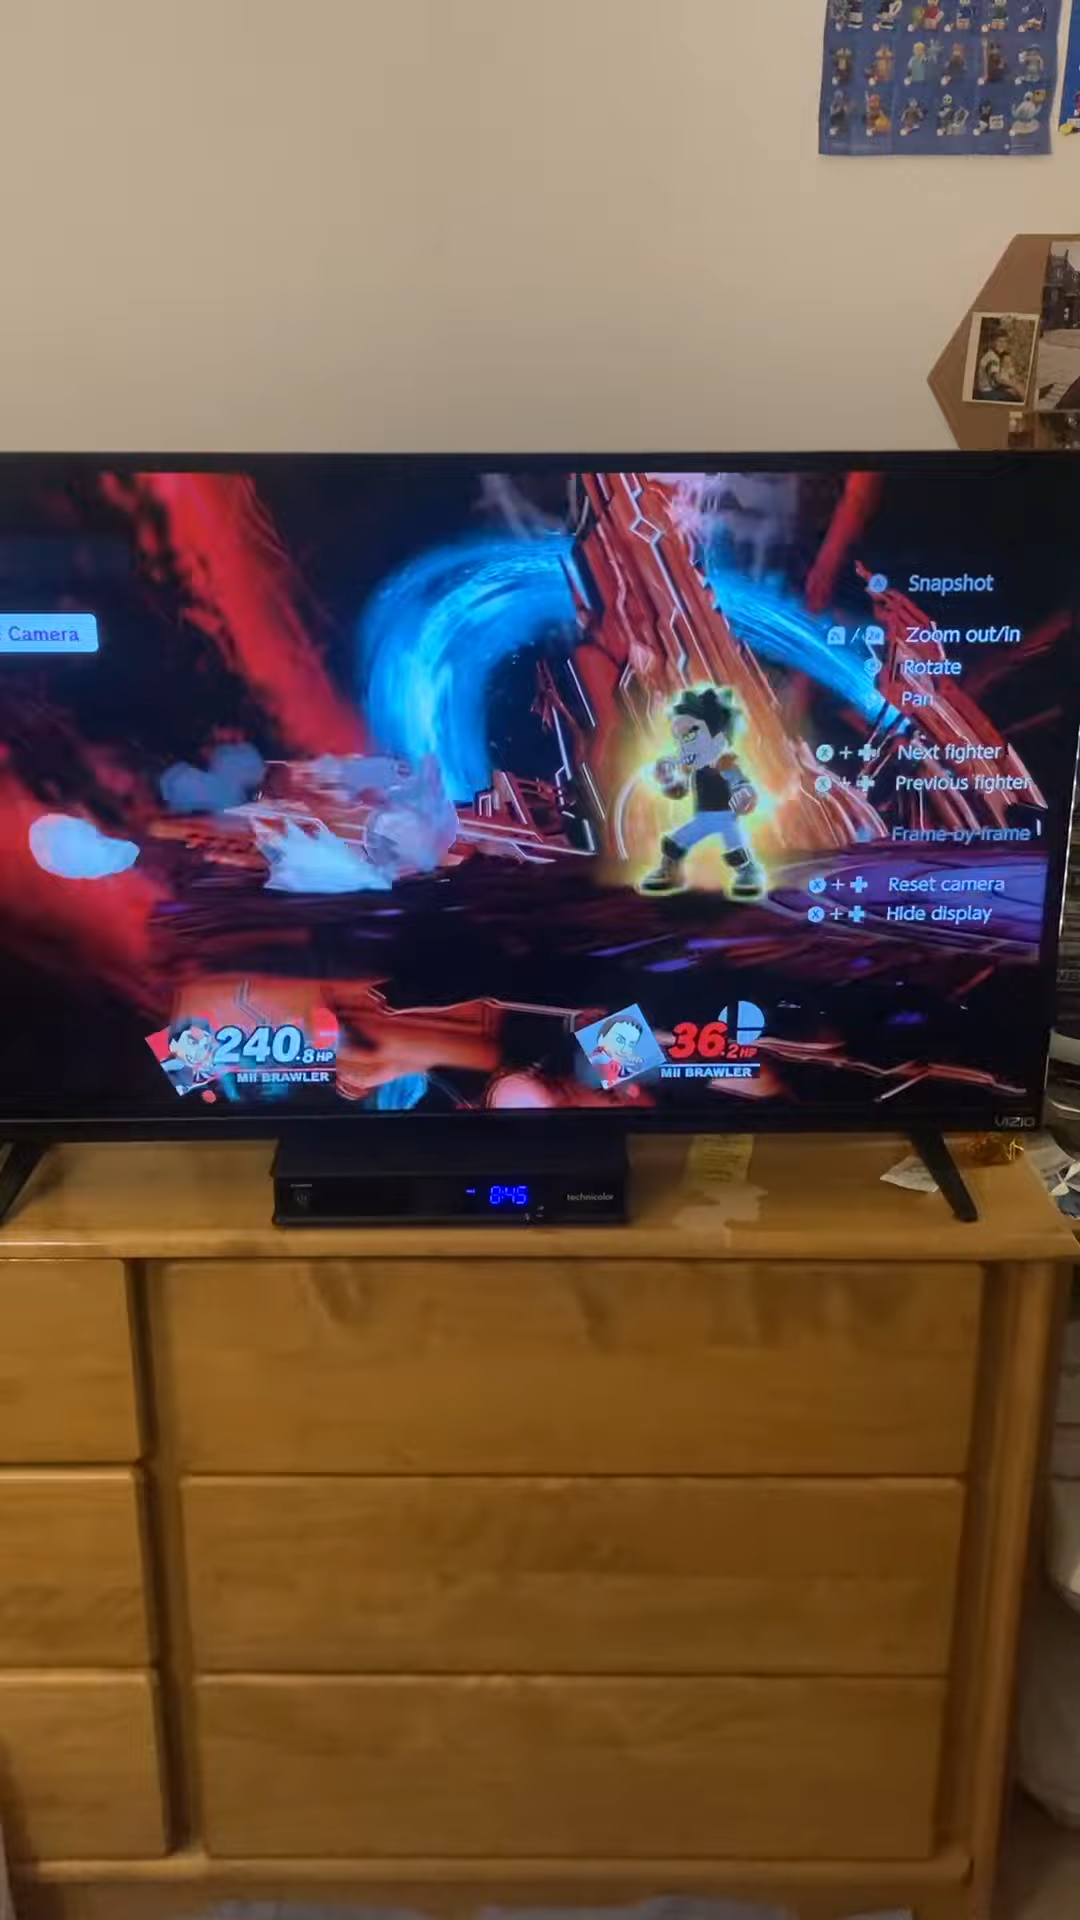 Camera
Snapshot
/ Zoom out/in
Rotate
Pan
+ Next fighter
+ Previous fighter
Frame-by-frame
+ Reset camera
+ Hide display
240.8HP
MII BRAWLER
36.2HP
MII BRAWLER
VIZIO
8:45
technicolor